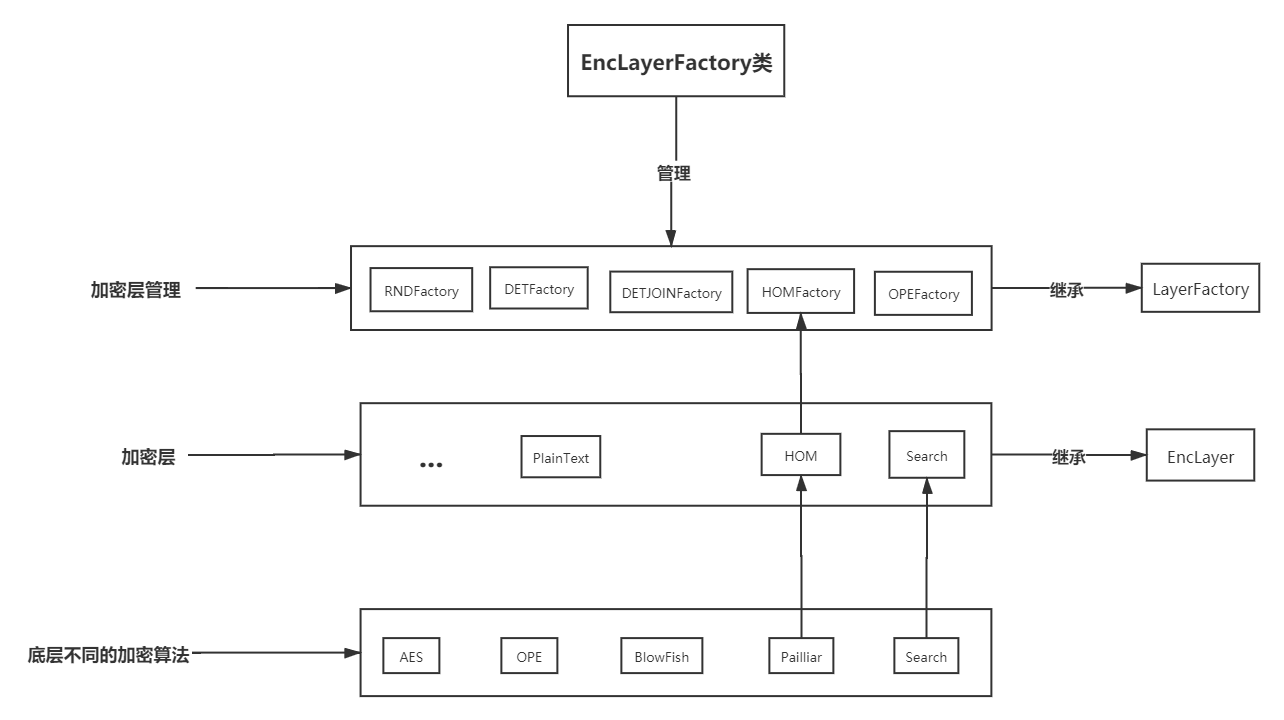 EncLayerFactory类
管理
加密层管理
RNDFactory
DETFactory
DETJOINFactory
HOMFactory
OPEFactory
继承
LayerFactory
加密层
...
PlainText
HOM
Search
继承
EncLayer
底层不同的加密算法
AES
OPE
BlowFish
Pailliar
Search